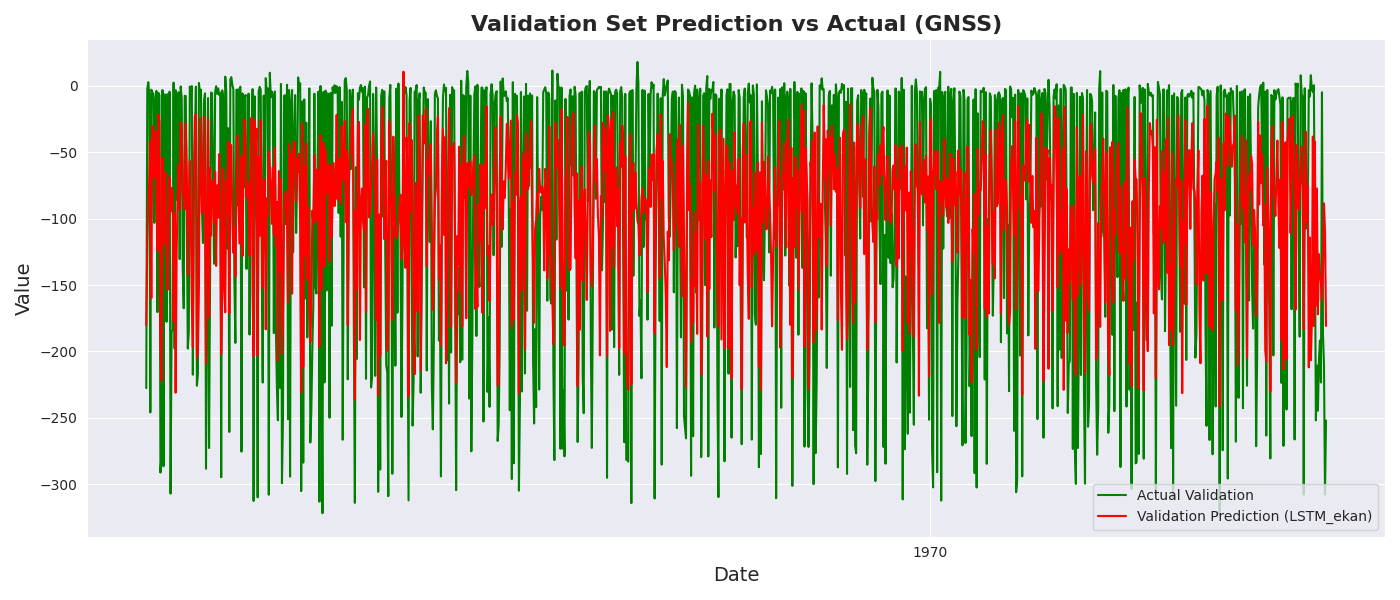 Validation Set Prediction vs Actual (GNSS)
Value
0
−50
−100
−150
−200
−250
−300
Actual Validation
Validation Prediction (LSTM_ekan)
1970
Date